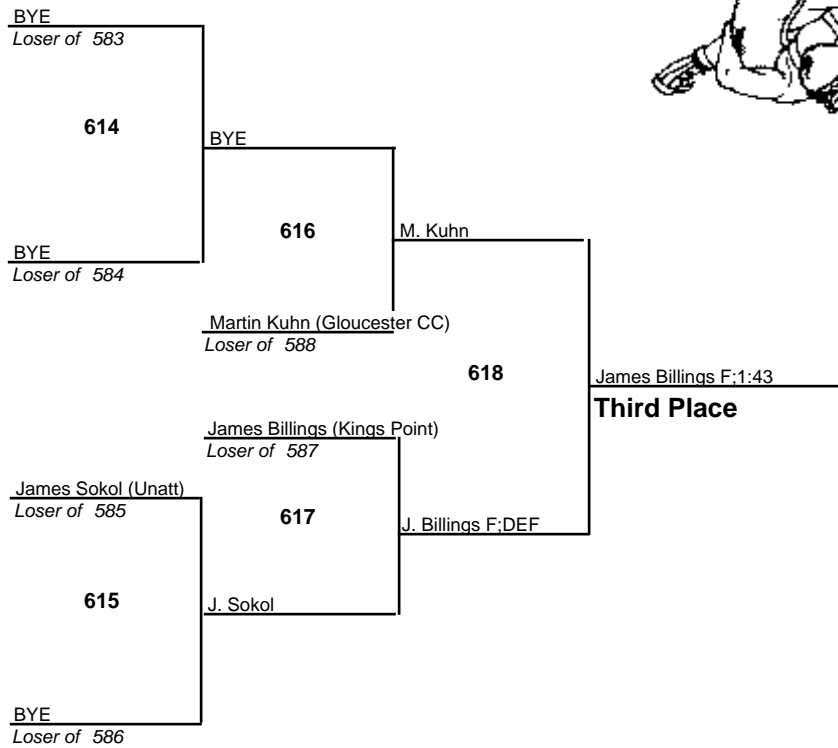 BYE
Loser of 583
614
BYE
BYE
Loser of 584
616
M. Kuhn
Martin Kuhn (Gloucester CC)
Loser of 588
618
James Billings F;1:43
Third Place
James Billings (Kings Point)
Loser of 587
James Sokol (Unatt)
Loser of 585
617
J. Billings F;DEF
615
J. Sokol
BYE
Loser of 586